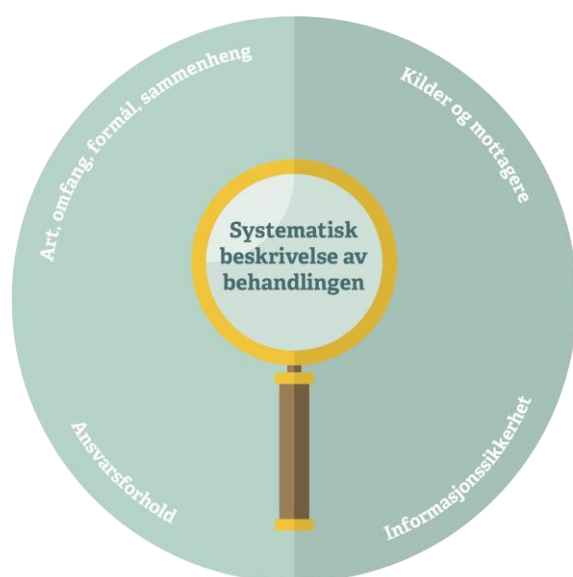 Art, omfang, formål, sammenheng
Kilder og mottagere
Systematisk
beskrivelse av
behandlingen
Ansvarsforhold
Informasjonssikkerhet